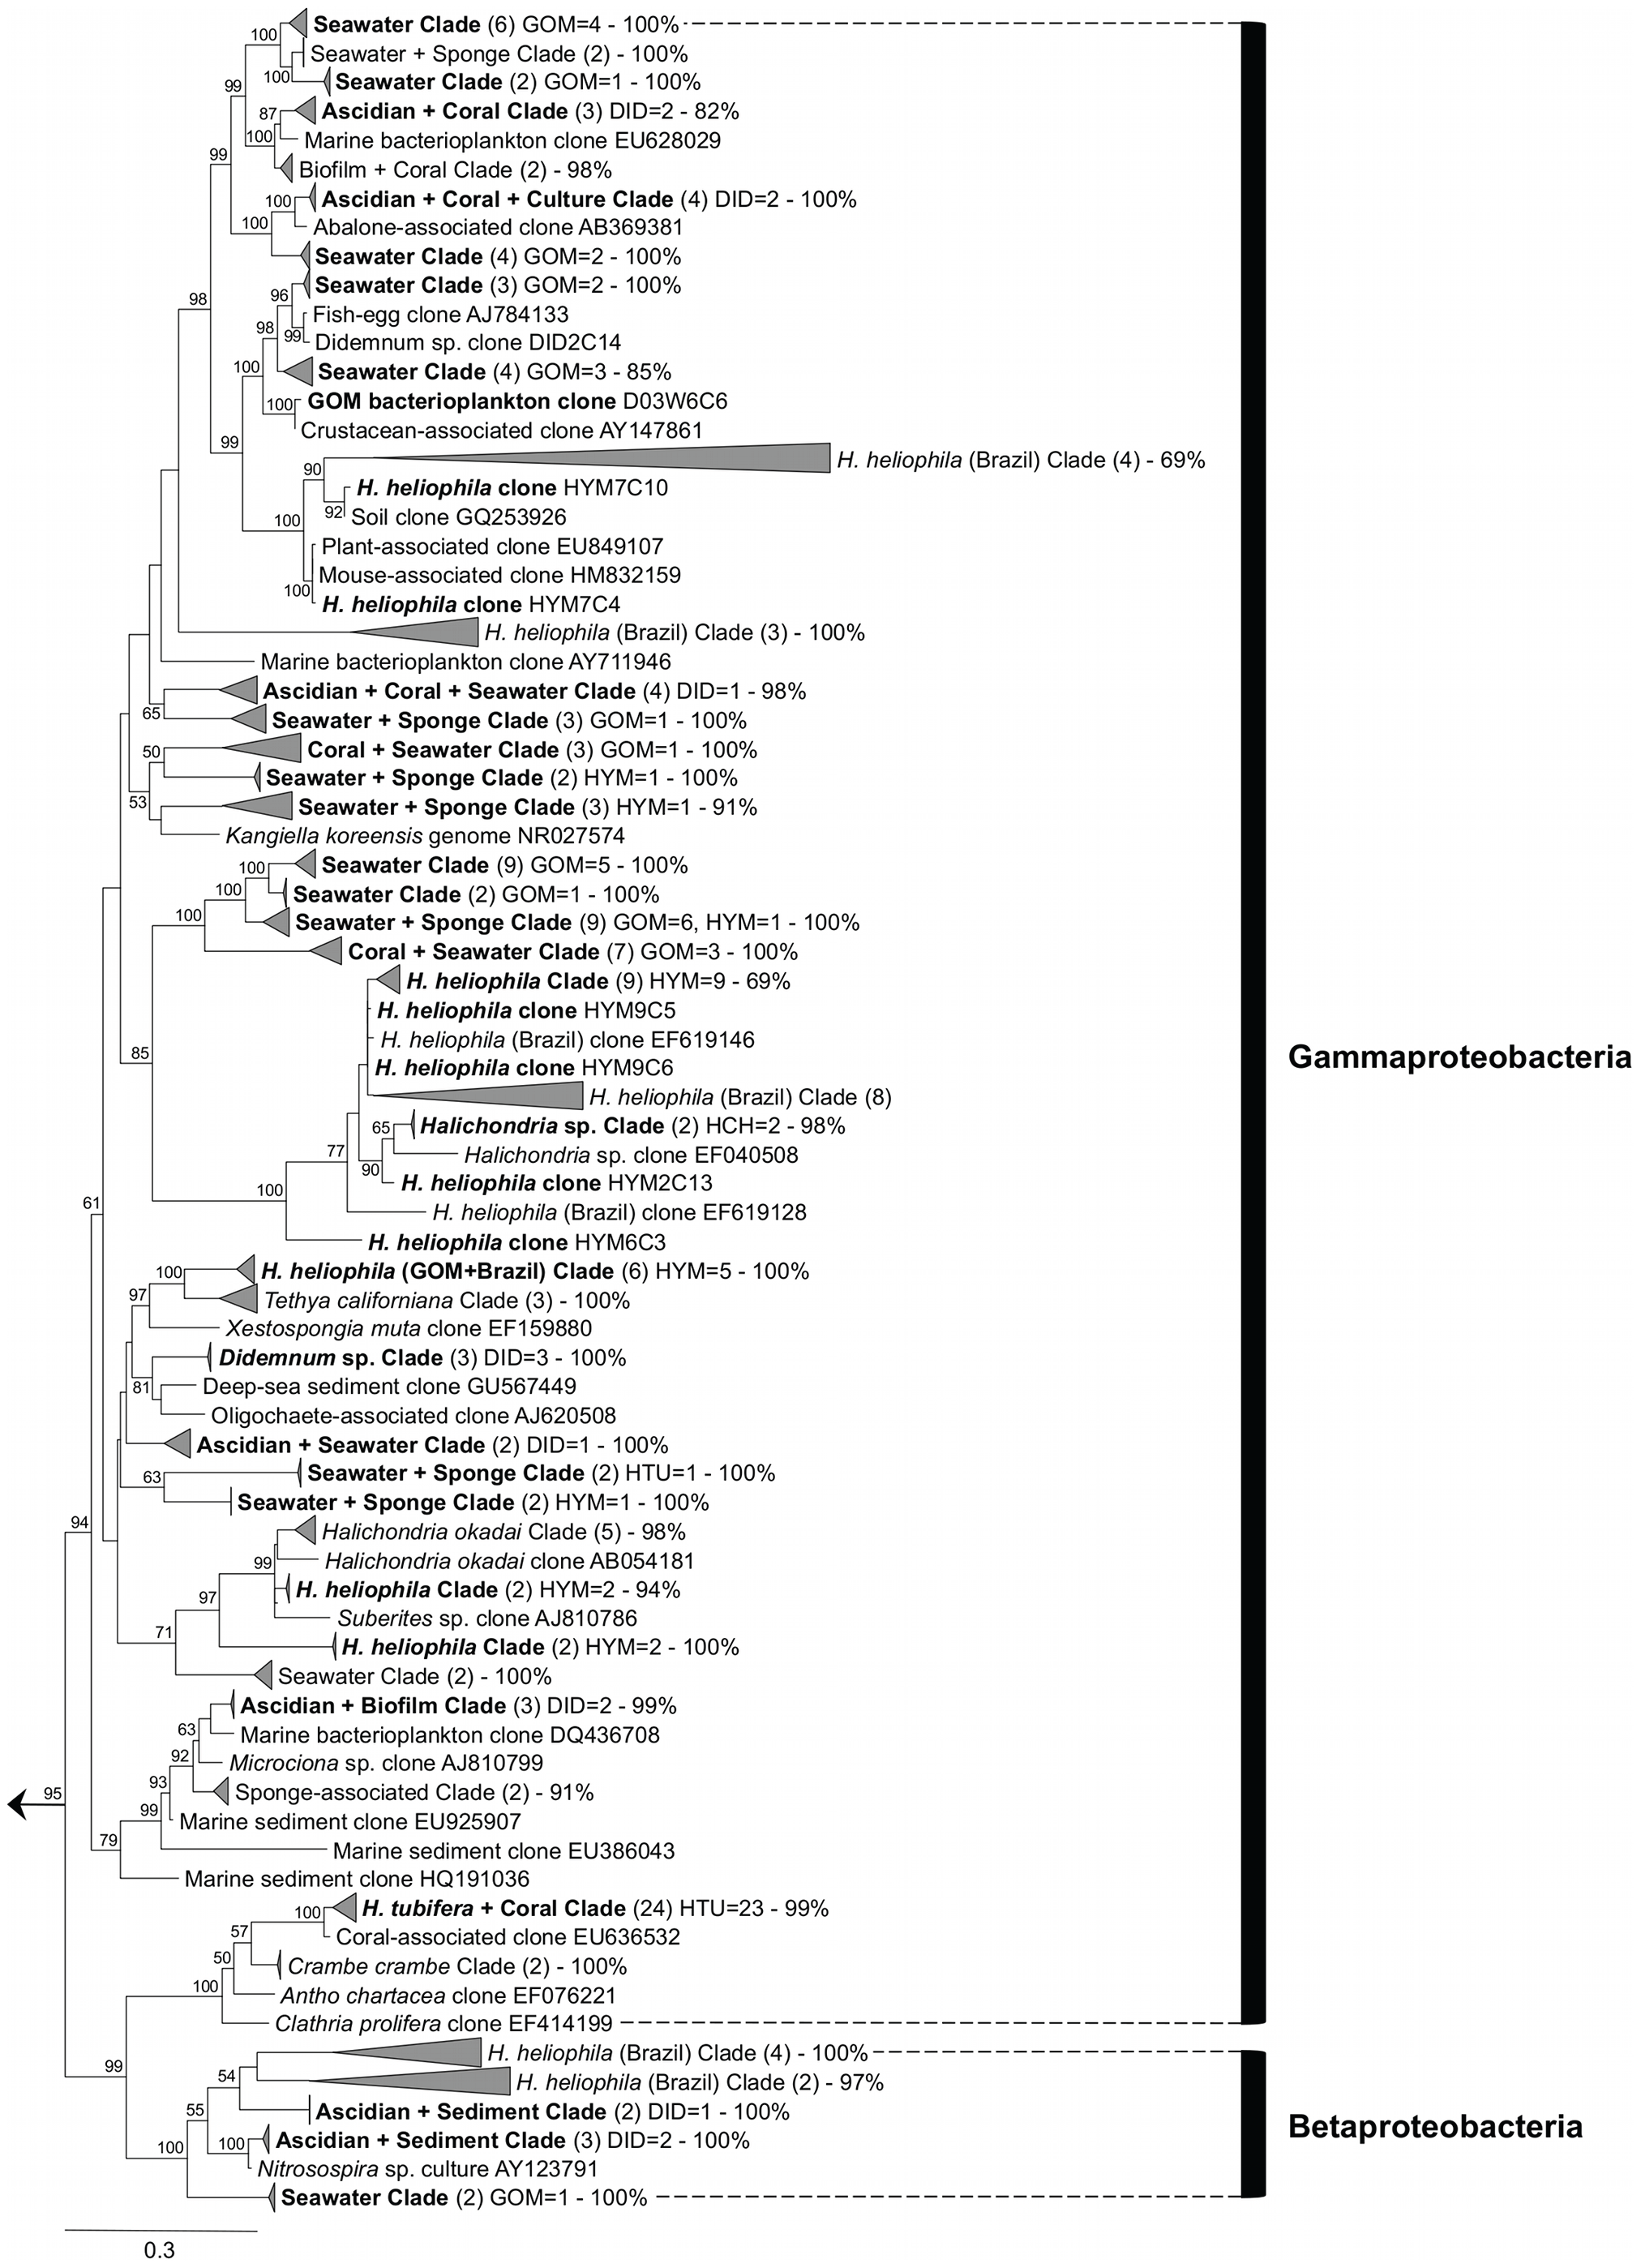 Seawater Clade (6) GOM=4 - 100%
100
Seawater + Sponge Clade (2) - 100%
100
Seawater Clade (2) GOM=1 - 100%
99
Ascidian + Coral Clade (3) DID=2 - 82%
87
100
Marine bacterioplankton clone EU628029
99
Biofilm + Coral Clade (2) - 98%
Ascidian + Coral + Culture Clade (4) DID=2 - 100%
100
100
Abalone-associated clone AB369381
Seawater Clade (4) GOM=2 - 100%
Seawater Clade (3) GOM=2 - 100%
98
96
Fish-egg clone AJ784133
98
99
Didemnum sp. clone DID2C14
100
Seawater Clade (4) GOM=3 - 85%
100
GOM bacterioplankton clone D03W6C6
Crustacean-associated clone AY147861
99
H. heliophila (Brazil) Clade (4) - 69%
90
H. heliophila clone HYM7C10
92
Soil clone GQ253926
100
Plant-associated clone EU849107
Mouse-associated clone HM832159
100
H. heliophila clone HYM7C4
H. heliophila (Brazil) Clade (3) - 100%
Marine bacterioplankton clone AY711946
Ascidian + Coral + Seawater Clade (4) DID=1 - 98%
65
Seawater + Sponge Clade (3) GOM=1 - 100%
50
Coral + Seawater Clade (3) GOM=1 - 100%
Seawater + Sponge Clade (2) HYM=1 - 100%
53
Seawater + Sponge Clade (3) HYM=1 - 91%
Kangiella koreensis genome NR027574
100
Seawater Clade (9) GOM=5 - 100%
100
Seawater Clade (2) GOM=1 - 100%
100
Seawater + Sponge Clade (9) GOM=6, HYM=1 - 100%
Coral + Seawater Clade (7) GOM=3 - 100%
H. heliophila Clade (9) HYM=9 - 69%
H. heliophila clone HYM9C5
H. heliophila (Brazil) clone EF619146
85
Gammaproteobacteria
H. heliophila clone HYM9C6
H. heliophila (Brazil) Clade (8)
65
Halichondria sp. Clade (2) HCH=2 - 98%
77
Halichondria sp. clone EF040508
90
H. heliophila clone HYM2C13
100
61
H. heliophila (Brazil) clone EF619128
H. heliophila clone HYM6C3
100
H. heliophila (GOM+Brazil) Clade (6) HYM=5 - 100%
97
Tethya californiana Clade (3) - 100%
Xestospongia muta clone EF159880
Didemnum sp. Clade (3) DID=3 - 100%
81
Deep-sea sediment clone GU567449
Oligochaete-associated clone AJ620508
Ascidian + Seawater Clade (2) DID=1 - 100%
63
Seawater + Sponge Clade (2) HTU=1 - 100%
Seawater + Sponge Clade (2) HYM=1 - 100%
94
Halichondria okadai Clade (5) - 98%
99
Halichondria okadai clone AB054181
97
H. heliophila Clade (2) HYM=2 - 94%
Suberites sp. clone AJ810786
71
H. heliophila Clade (2) HYM=2 - 100%
Seawater Clade (2) - 100%
Ascidian + Biofilm Clade (3) DID=2 - 99%
63
Marine bacterioplankton clone DQ436708
92
Microciona sp. clone AJ810799
93
95
Sponge-associated Clade (2) - 91%
99
Marine sediment clone EU925907
79
Marine sediment clone EU386043
Marine sediment clone HQ191036
100
H. tubifera + Coral Clade (24) HTU=23 - 99%
57
Coral-associated clone EU636532
50
Crambe crambe Clade (2) - 100%
100
Antho chartacea clone EF076221
Clathria prolifera clone EF414199
99
H. heliophila (Brazil) Clade (4) - 100%
54
H. heliophila (Brazil) Clade (2) - 97%
55
Ascidian + Sediment Clade (2) DID=1 - 100%
Betaproteobacteria
100
100
Ascidian + Sediment Clade (3) DID=2 - 100%
Nitrosospira sp. culture AY123791
Seawater Clade (2) GOM=1 - 100%
0.3